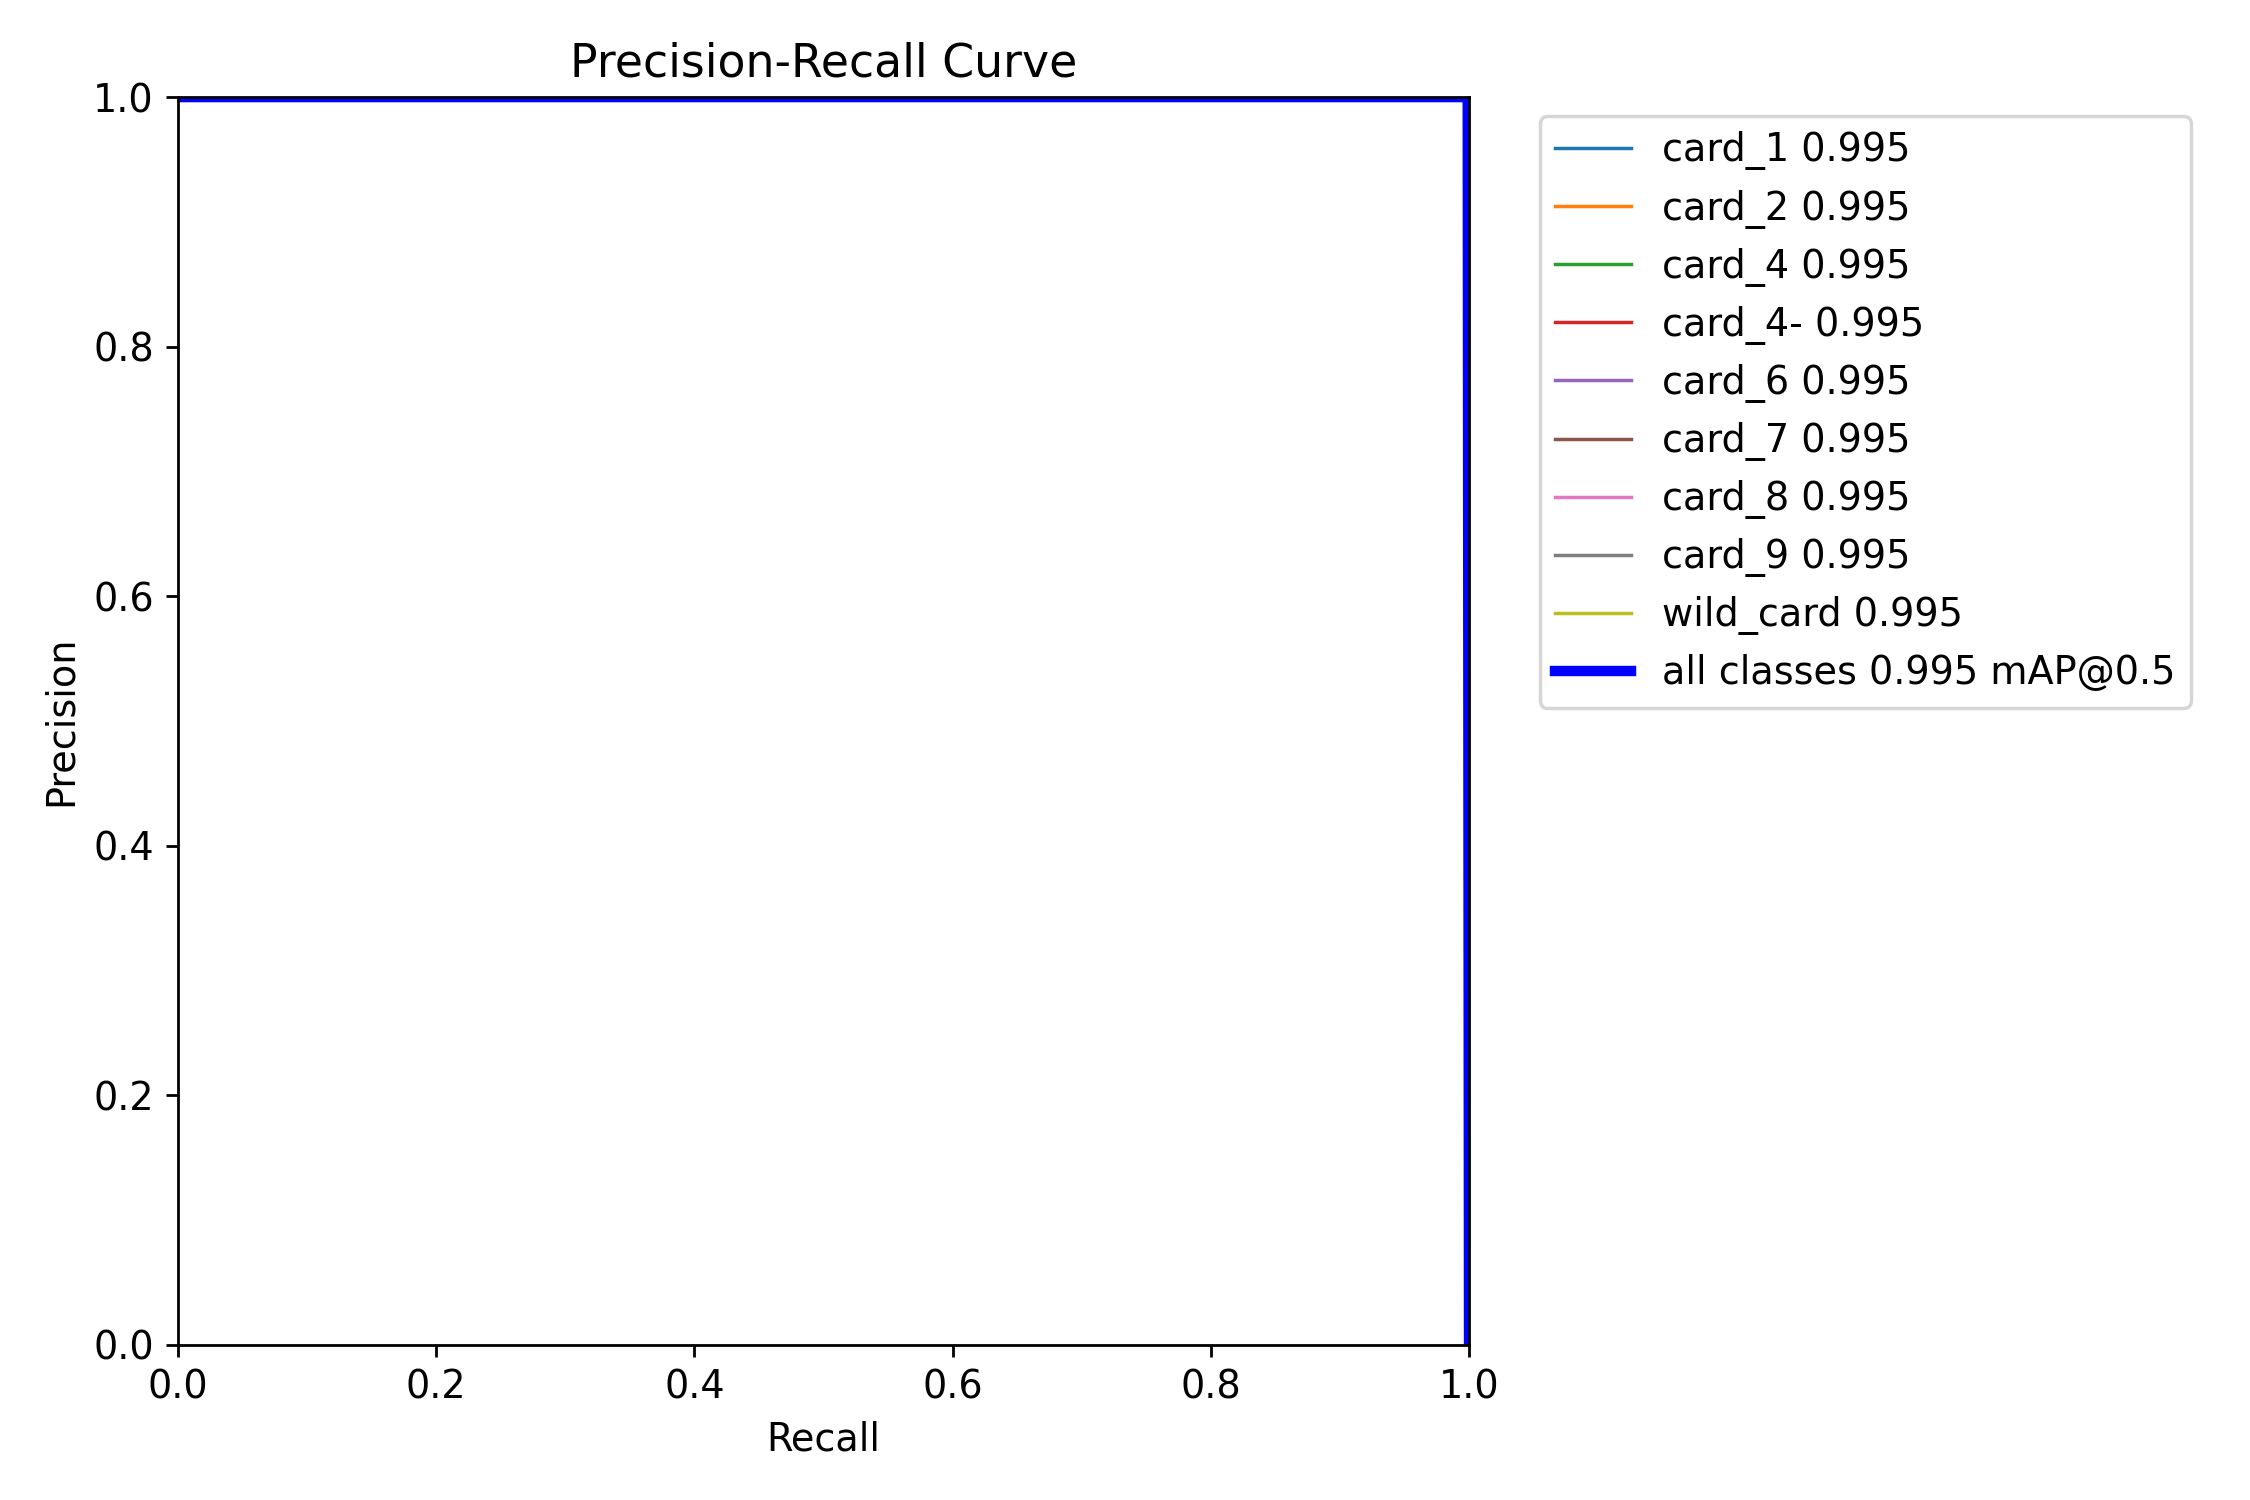 Precision-Recall Curve
1.0
0.8
0.6
0.4
0.2
0.0
Precision
0.0 0.2 0.4 0.6 0.8 1.0
Recall
card_1 0.995
card_2 0.995
card_4 0.995
card_4- 0.995
card_6 0.995
card_7 0.995
card_8 0.995
card_9 0.995
wild_card 0.995
all classes 0.995 mAP@0.5